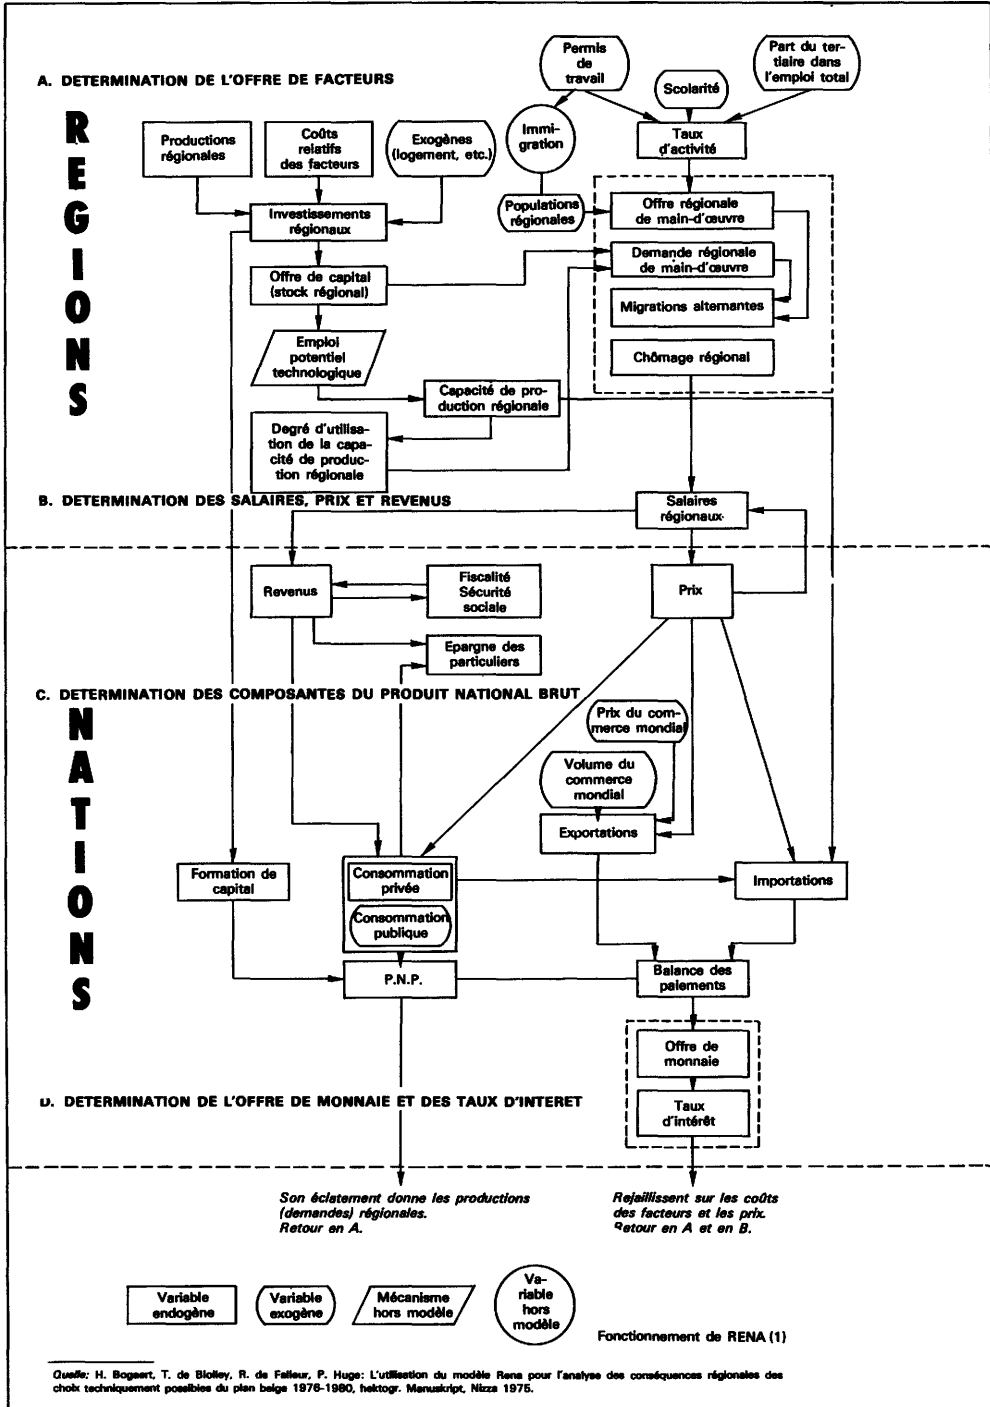 A. DETERMINATION DE L'OFFRE DE FACTEURS
Permis
de
travail
Part du ter-
tiaire dans
l'emploi total
Scolarité
REGIONS
Productions
régionales
Coûts
relatifs
des facteurs
Exogènes
(logement, etc.)
Immi-
gration
Taux
d'activité
Populations
régionales
Offre régionale
de main-d'œuvre
Investissements
régionaux
Demande régionale
de main-d'œuvre
Offre de capital
(stock régional)
Migrations alternantes
Emploi
potentiel
technologique
Chômage régional
Capacité de pro-
duction régionale
Degré d'utilisa-
tion de la capa-
cité de produc-
tion régionale
B. DETERMINATION DES SALAIRES, PRIX ET REVENUS
Salaires
régionaux
Revenus
Fiscalité
Sécurité
sociale
Prix
Epargne des
particuliers
C. DETERMINATION DES COMPOSANTES DU PRODUIT NATIONAL BRUT
NATIONS
Prix du com-
merce mondial
Volume du
commerce
mondial
Exportations
Formation de
capital
Consommation
privée
Importations
Consommation
publique
P.N.P.
Balance des
paiements
Offre de
monnaie
D. DETERMINATION DE L'OFFRE DE MONNAIE ET DES TAUX D'INTERET
Taux
d'intérêt
Son éclatement donne les productions
(demandes) régionales.
Retour en A.
Rejaillissent sur les coûts
des facteurs et les prix.
Retour en A et en B.
Variable
endogène
Variable
exogène
Mécanisme
hors modèle
Va-
riable
hors
modèle
Fonctionnement de RENA (1)
Quelle: H. Bogaert, T. de Biolley, R. de Falleur, P. Huge: L'utilisation du modèle Rena pour l'analyse des conséquences régionales des
choix techniquement possibles du plan belge 1976-1980, hektogr. Manuskript, Nizza 1975.